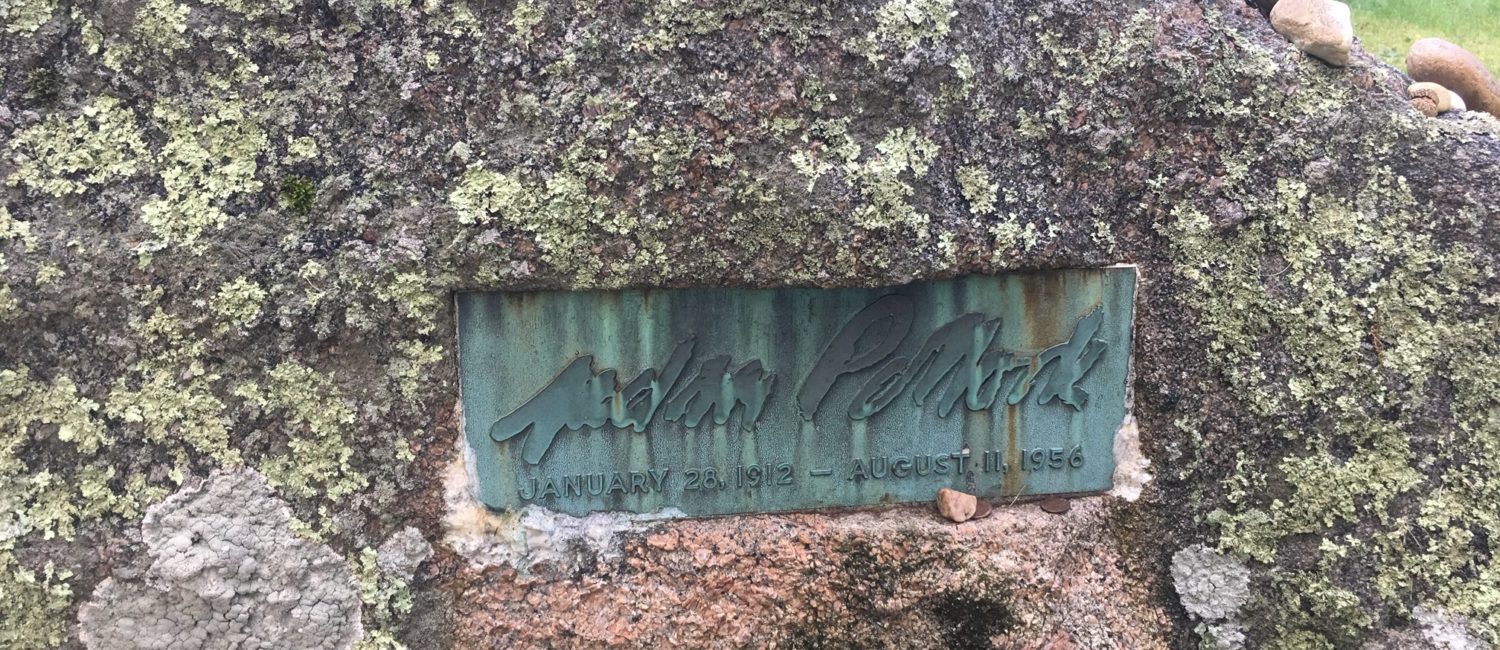 Jackson Pollock
JANUARY 28, 1912 — AUGUST 11, 1956